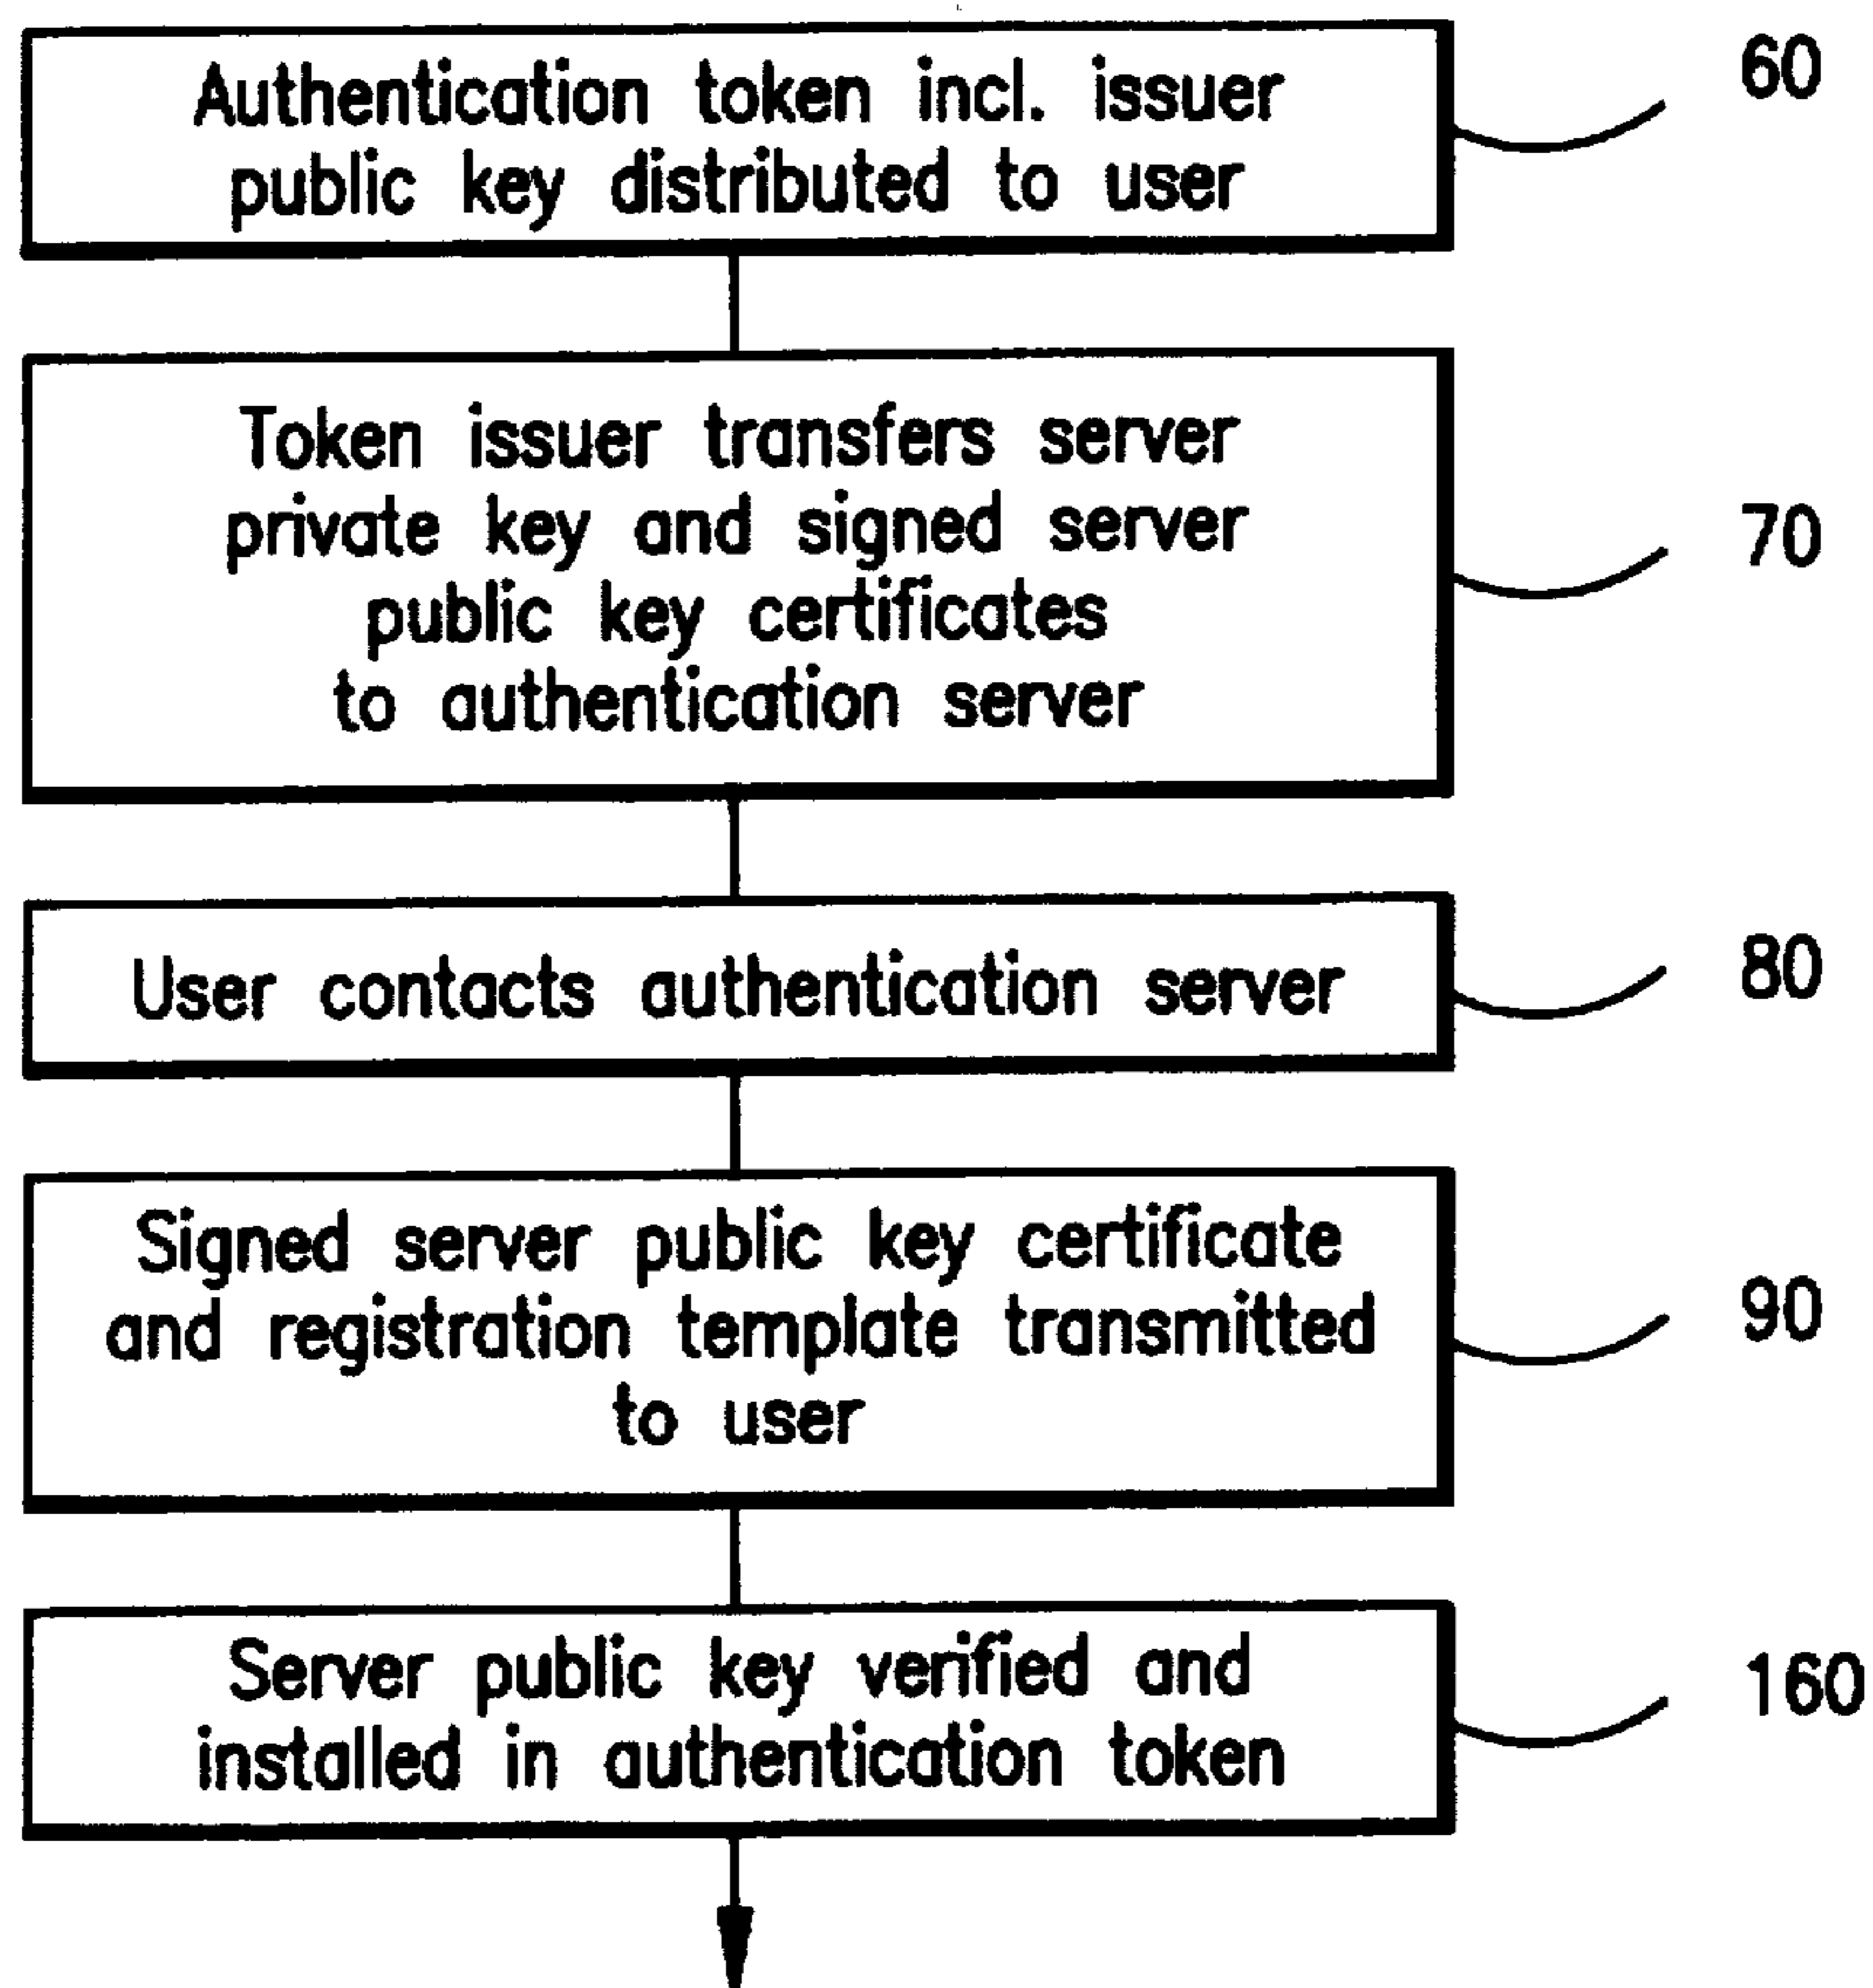 Authentication token incl. issuer
public key distributed to user
60
Token issuer transfers server
private key and signed server
public key certificates
to authentication server
70
User contacts authentication server
80
Signed server public key certificate
and registration template transmitted
to user
90
Server public key verified and
installed in authentication token
160